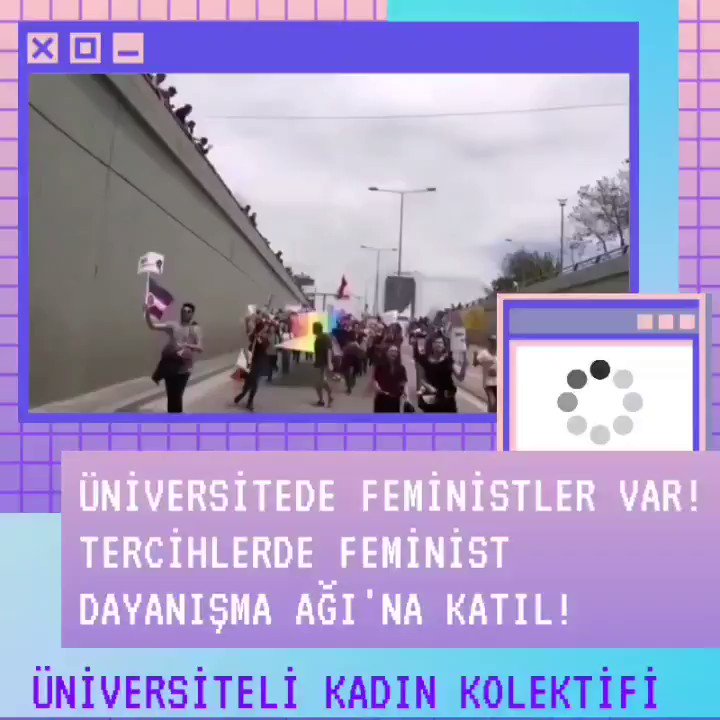 ÜNİVERSİTEDE FEMİNİSTLER VAR!
TERCİHLERDE FEMİNİST
DAYANIŞMA AĞI'NA KATIL!
ÜNİVERSİTELİ KADIN KOLEKTİFİ